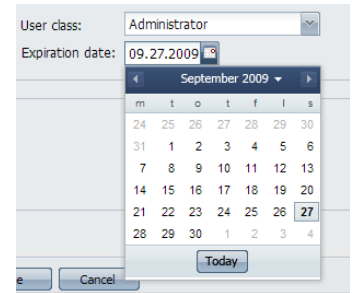 User class: Administrator
Expiration date: 09.27.2009
September 2009
m t o t f l s
24 25 26 27 28 29 30
31 1 2 3 4 5 6
7 8 9 10 11 12 13
14 15 16 17 18 19 20
21 22 23 24 25 26 27
28 29 30 1 2 3 4
Today
e Cancel